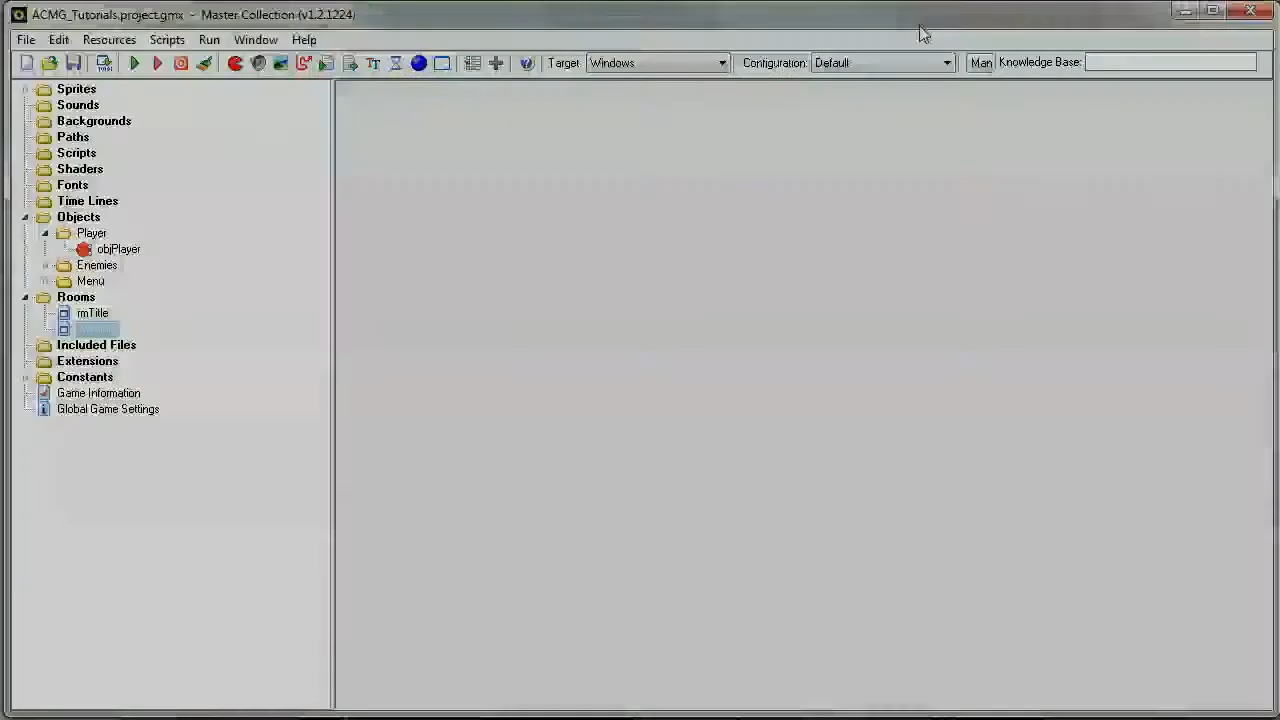 ACMG_Tutorials.project.gmx - Master Collection (v1.2.1224)
File Edit Resources Scripts Run Window Help
Target Windows Configuration: Default Man Knowledge Base:
Sprites
Sounds
Backgrounds
Paths
Scripts
Shaders
Fonts
Time Lines
Objects
Player
objPlayer
Enemies
Menu
Rooms
rmTitle
Included Files
Extensions
Constants
Game Information
Global Game Settings